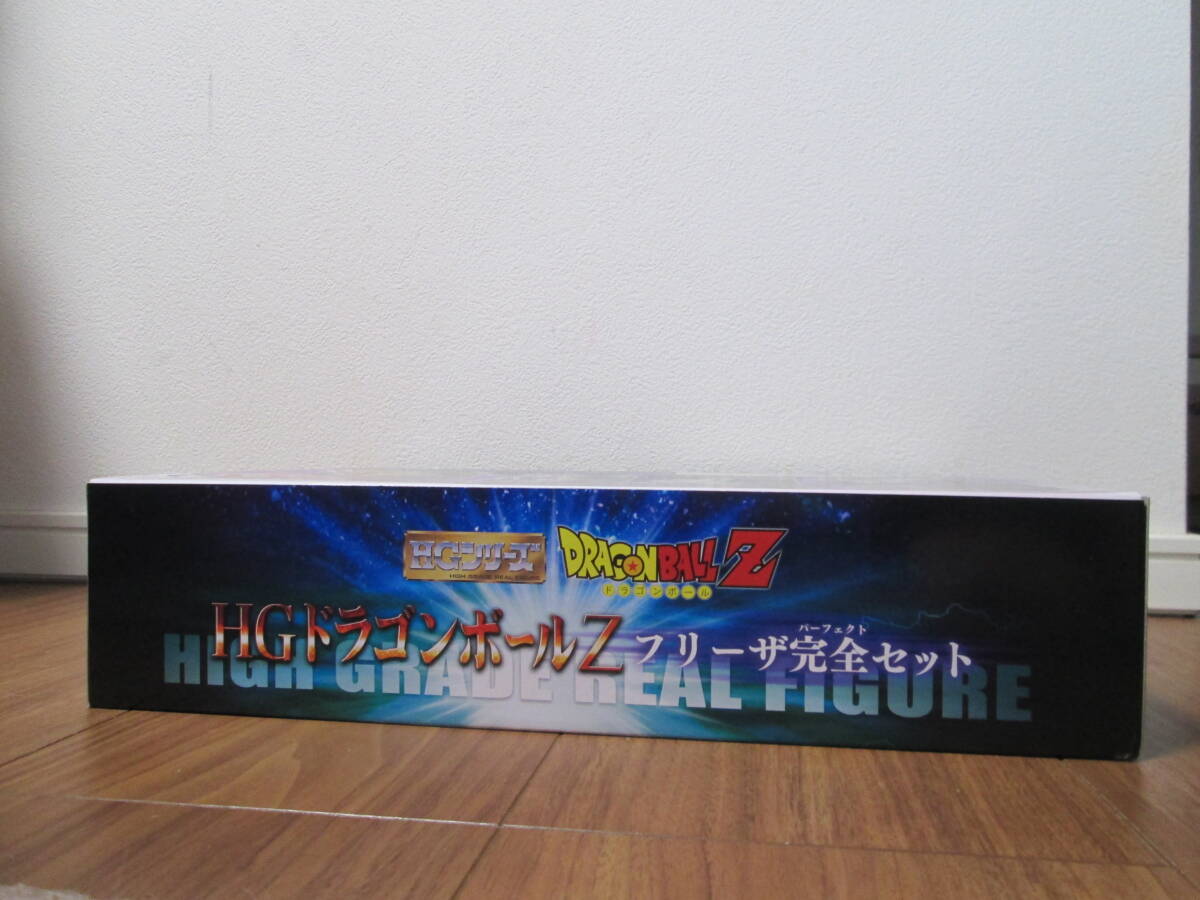 HGシリーズ
HIGH GRADE REAL FIGURE
DRAGON BALL Z
ドラゴンボール
HGドラゴンボールZ フリーザ完全セット
パーフェクト
HIGH GRADE REAL FIGURE